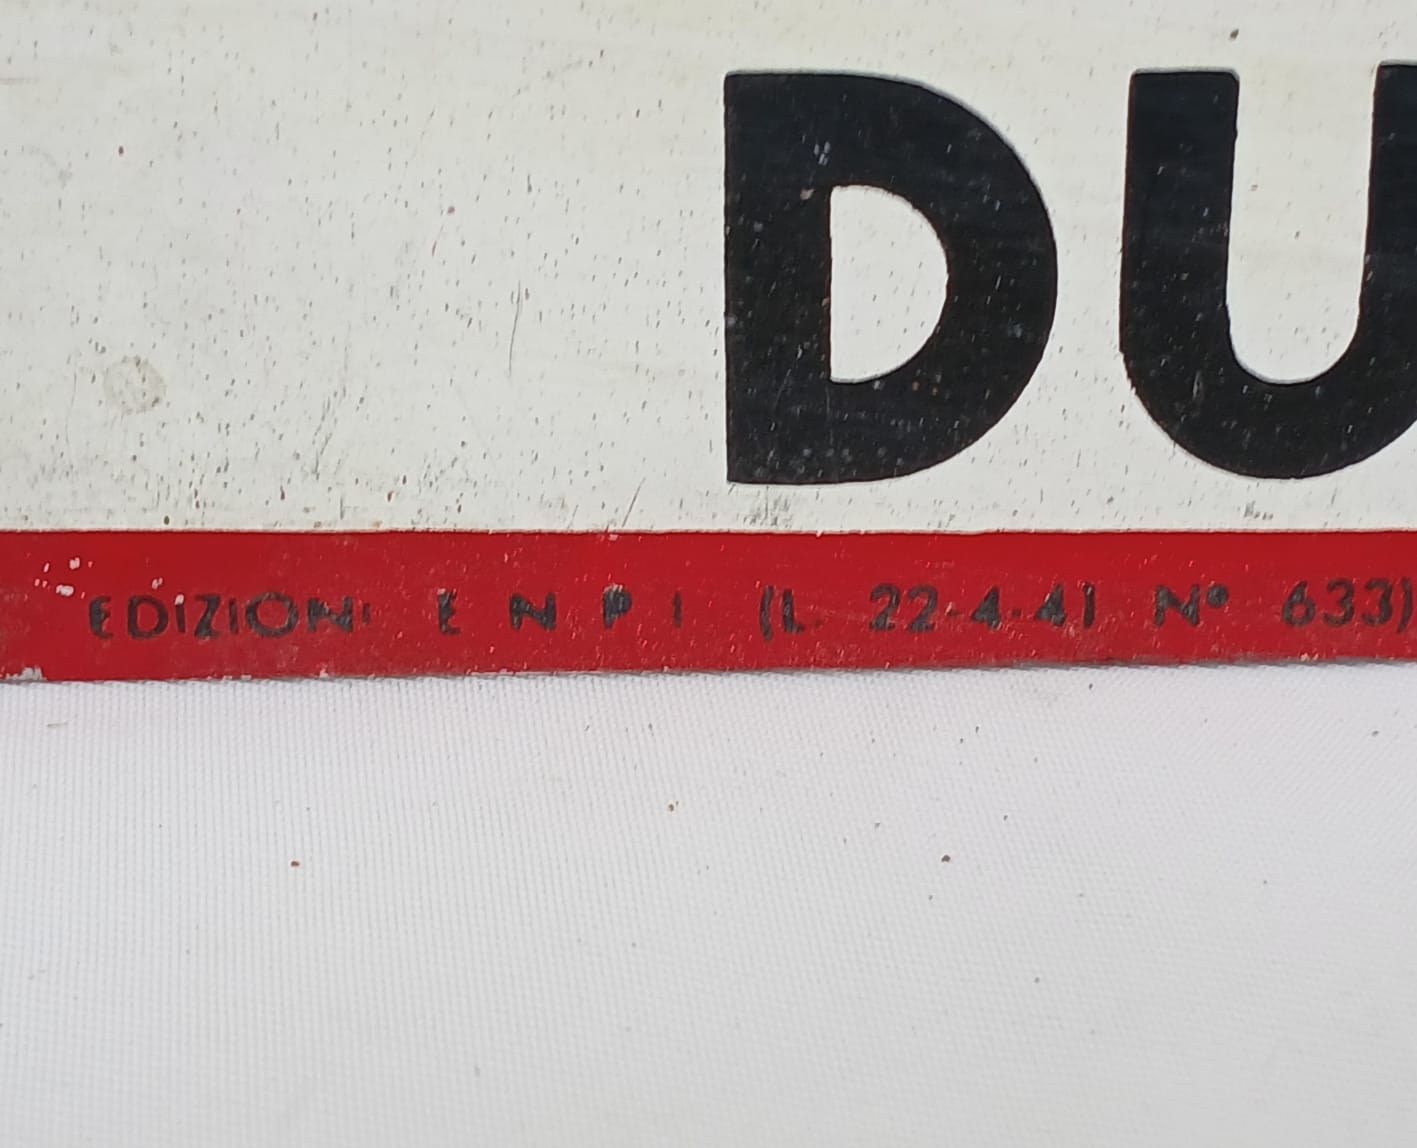 DU
EDIZIONI E N P I (L. 22-4-41 N° 633)